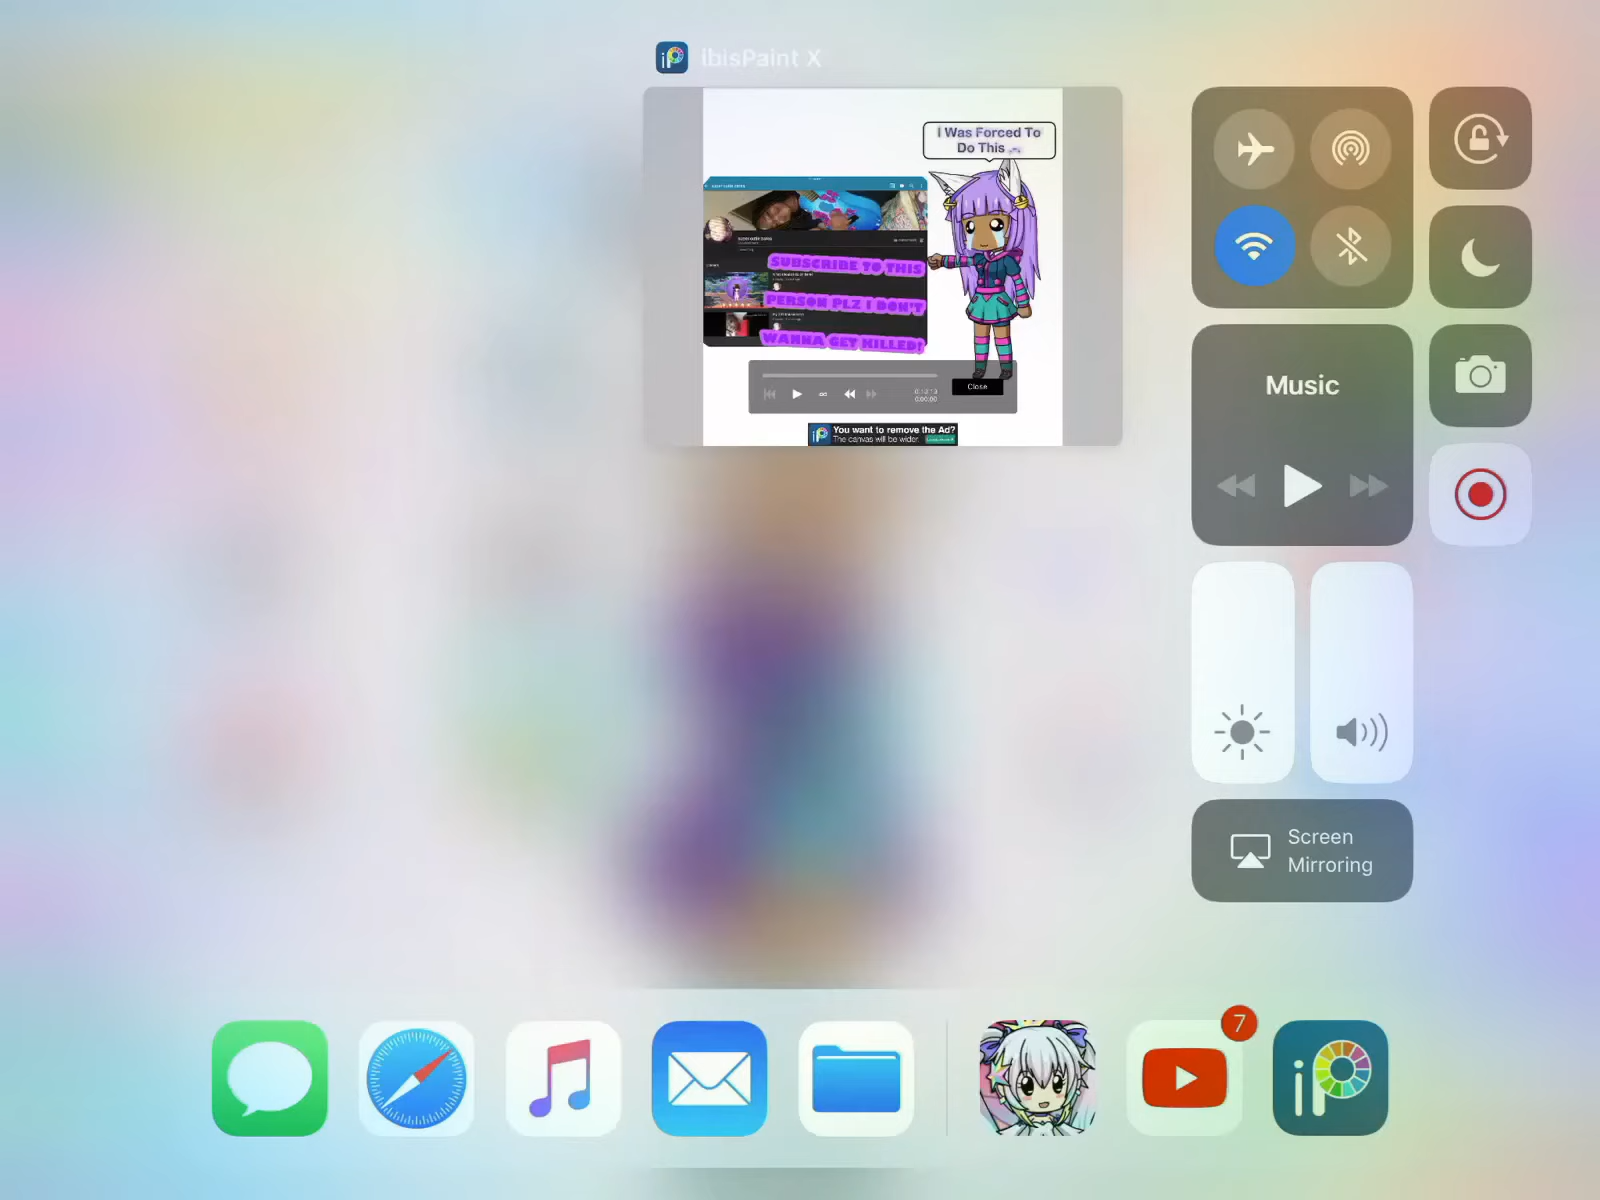 ibisPaint X
I Was Forced To
Do This ._.
SUBSCRIBE TO THIS
PERSON PLZ I DON'T
WANNA GET KILLED!
Close
You want to remove the Ad?
The canvas will be wider.
Music
Screen
Mirroring
7
iP